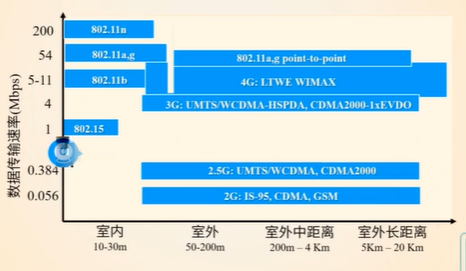 数据传输速率(Mbps)
200
802.11n
54
802.11a,g
802.11a,g point-to-point
5-11
802.11b
4G: LTWE WIMAX
4
3G: UMTS/WCDMA-HSPDA, CDMA2000-1xEVDO
1
802.15
0.384
2.5G: UMTS/WCDMA, CDMA2000
0.056
2G: IS-95, CDMA, GSM
室内
室外
室外中距离
室外长距离
10-30m
50-200m
200m – 4 Km
5Km – 20 Km